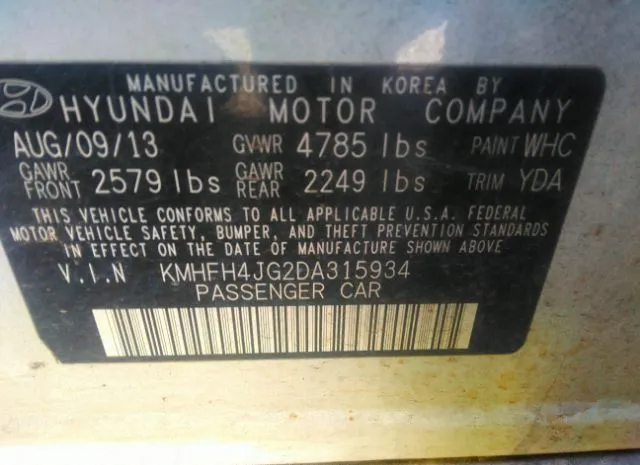 MANUFACTURED IN KOREA BY
HYUNDAI MOTOR COMPANY
AUG/09/13 GVWR 4785 lbs PAINT WHC
GAWR FRONT 2579 lbs GAWR REAR 2249 lbs TRIM YDA
THIS VEHICLE CONFORMS TO ALL APPLICABLE U.S.A. FEDERAL
MOTOR VEHICLE SAFETY, BUMPER, AND THEFT PREVENTION STANDARDS
IN EFFECT ON THE DATE OF MANUFACTURE SHOWN ABOVE.
V.I.N KMHFH4JG2DA315934
PASSENGER CAR